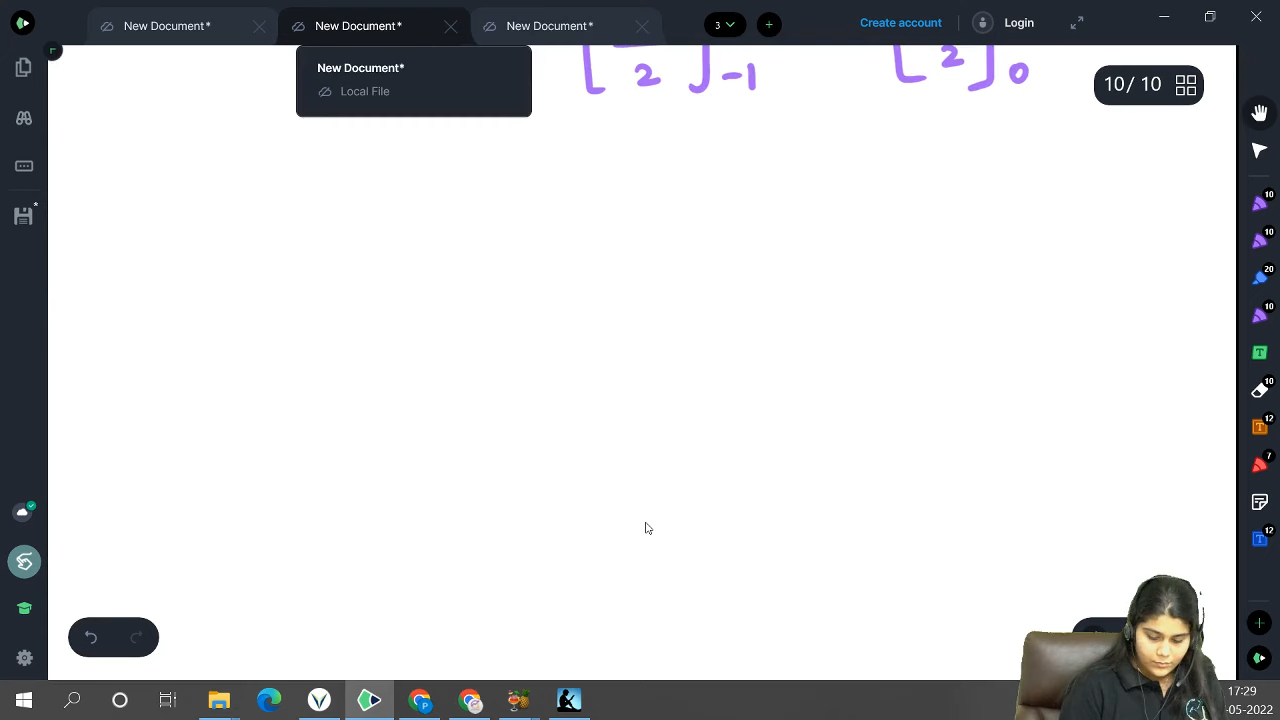 New Document*
New Document*
New Document*
3
Create account
Login
New Document*
Local File
2 -1
2 0
10/ 10
10
10
20
10
10
12
7
12
17:29
-05-2022